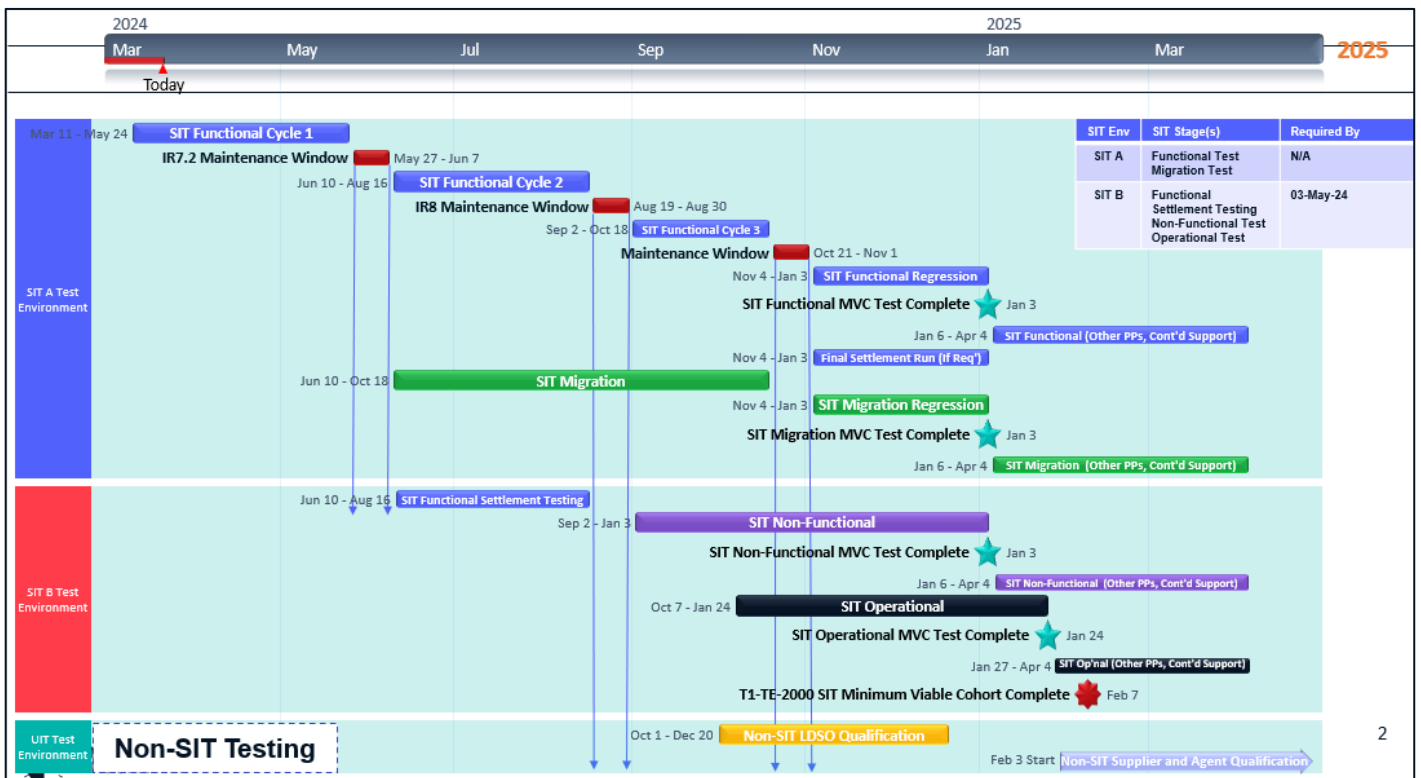 2024
2025
Mar May Jul Sep Nov Jan Mar
2025
Today
SIT A Test
Environment
Mar 11 - May 24 SIT Functional Cycle 1
IR7.2 Maintenance Window May 27 - Jun 7
Jun 10 - Aug 16 SIT Functional Cycle 2
IR8 Maintenance Window Aug 19 - Aug 30
Sep 2 - Oct 18 SIT Functional Cycle 3
Maintenance Window Oct 21 - Nov 1
Nov 4 - Jan 3 SIT Functional Regression
SIT Functional MVC Test Complete Jan 3
Jan 6 - Apr 4 SIT Functional (Other PPs, Cont'd Support)
Nov 4 - Jan 3 Final Settlement Run (If Req')
Jun 10 - Oct 18 SIT Migration
Nov 4 - Jan 3 SIT Migration Regression
SIT Migration MVC Test Complete Jan 3
Jan 6 - Apr 4 SIT Migration (Other PPs, Cont'd Support)
SIT Env SIT Stage(s) Required By
SIT A Functional Test N/A
Migration Test
SIT B Functional 03-May-24
Settlement Testing
Non-Functional Test
Operational Test
SIT B Test
Environment
Jun 10 - Aug 16 SIT Functional Settlement Testing
Sep 2 - Jan 3 SIT Non-Functional
SIT Non-Functional MVC Test Complete Jan 3
Jan 6 - Apr 4 SIT Non-Functional (Other PPs, Cont'd Support)
Oct 7 - Jan 24 SIT Operational
SIT Operational MVC Test Complete Jan 24
Jan 27 - Apr 4 SIT Op'nal (Other PPs, Cont'd Support)
T1-TE-2000 SIT Minimum Viable Cohort Complete Feb 7
UIT Test
Environment
Non-SIT Testing
Oct 1 - Dec 20 Non-SIT LDSO Qualification
Feb 3 Start Non-SIT Supplier and Agent Qualification
2